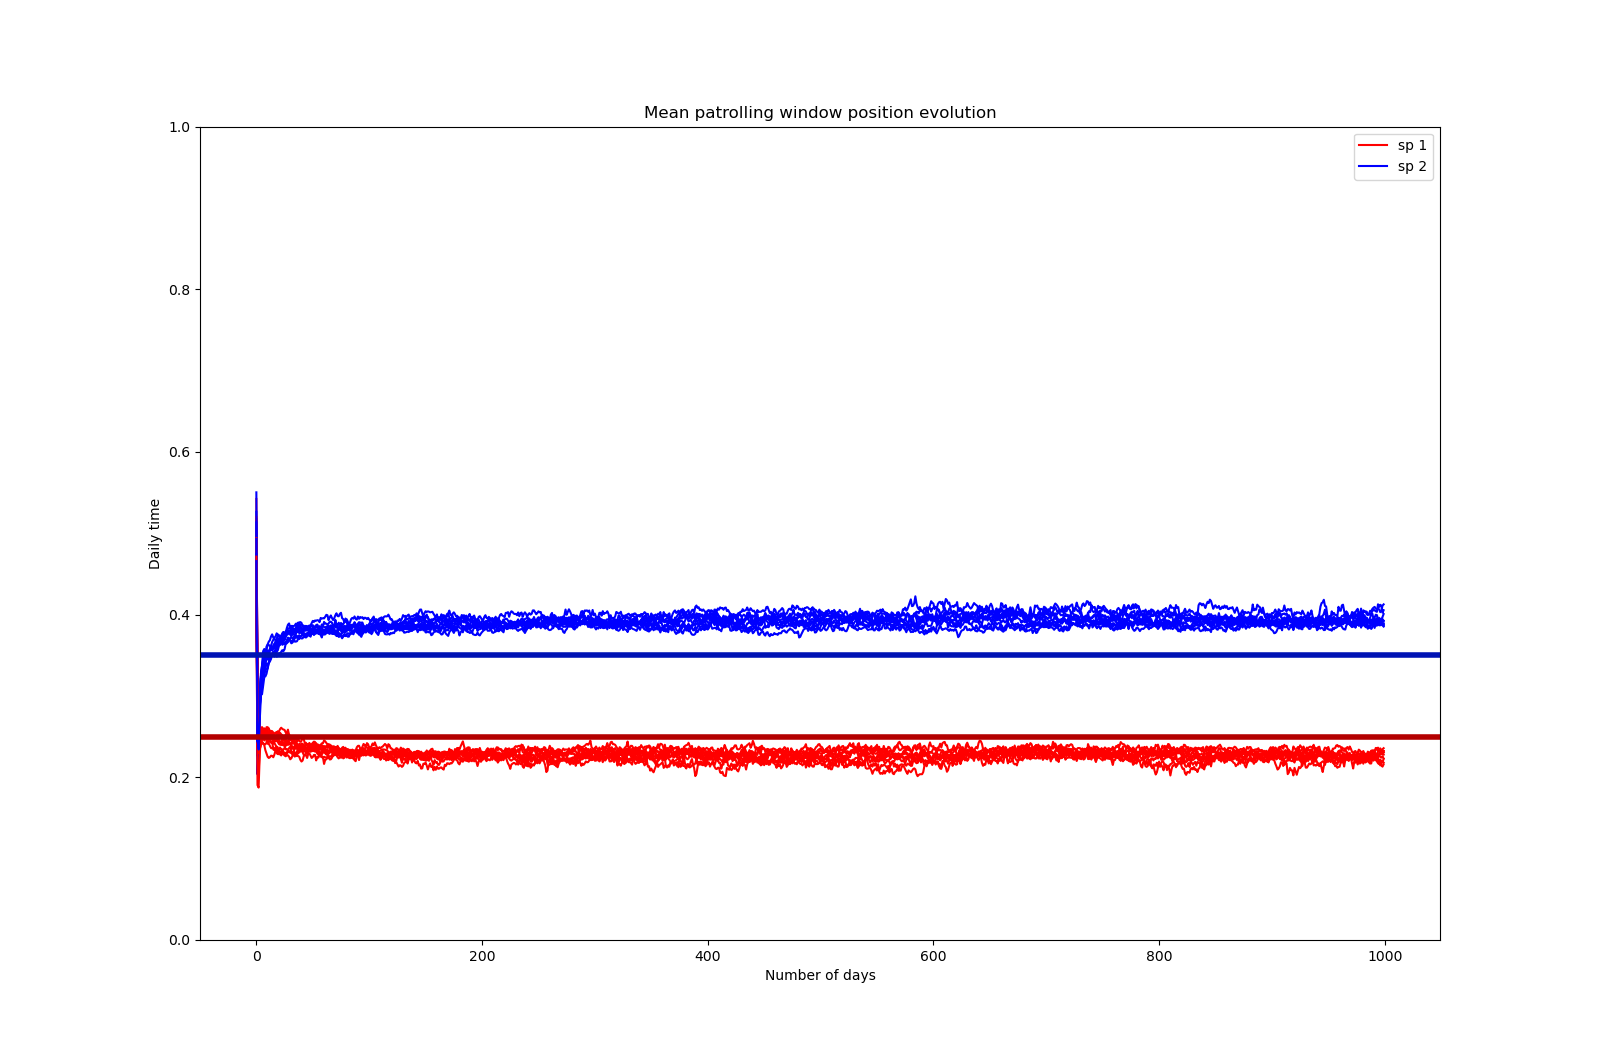 Mean patrolling window position evolution
1.0
0.8
0.6
0.4
0.2
0.0
Daily time
sp 1
sp 2
0 200 400 600 800 1000
Number of days